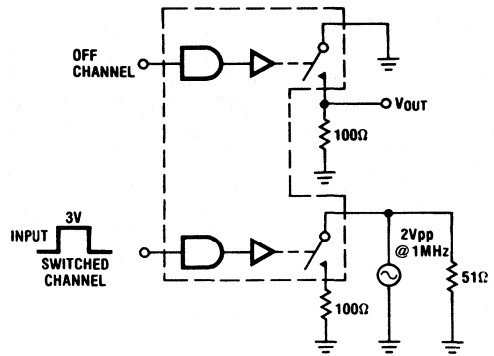 OFF
CHANNEL
VOUT
100Ω
3V
INPUT
SWITCHED
CHANNEL
2Vpp
@ 1MHz
51Ω
100Ω